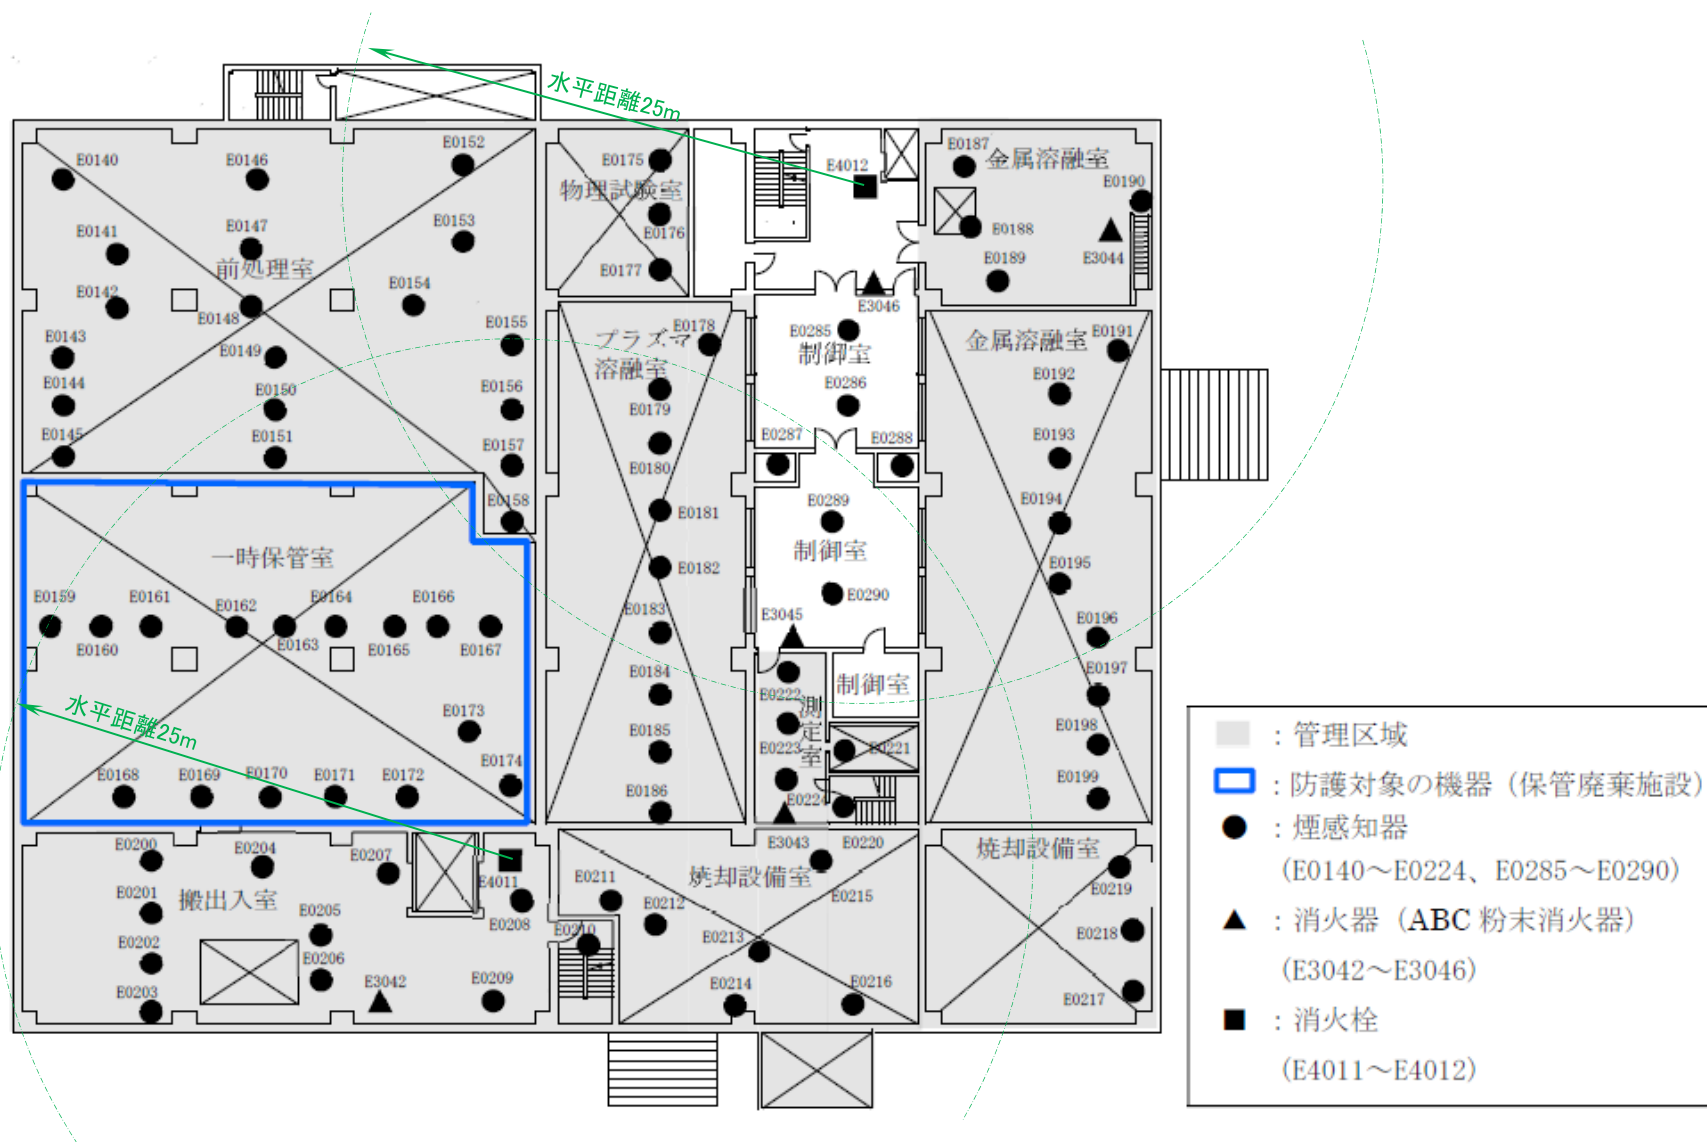 水平距離25m
E4012
E0140
E0146
E0152
E0141
E0147
E0153
前処理室
E0142
E0148
E0154
E0143
E0149
E0155
E0144
E0150
E0156
E0145
E0151
E0157
E0158
E0175
物理試験室
E0176
E0177
E0187
金属溶融室
E0190
E0188
E0189
E3044
E3046
プラズマ
溶融室
E0178
E0179
E0180
E0181
E0182
E0183
E0184
E0185
E0186
E0285
制御室
E0286
E0287
E0288
E0289
制御室
E0290
E3045
制御室
E0222
測定室
E0223
E0221
E0224
金属溶融室
E0191
E0192
E0193
E0194
E0195
E0196
E0197
E0198
E0199
一時保管室
E0159
E0161
E0162
E0164
E0166
E0160
E0163
E0165
E0167
水平距離25m
E0173
E0174
E0168
E0169
E0170
E0171
E0172
E0200
E0204
E0207
E4011
E0201
搬出入室
E0205
E0208
E0202
E0206
E0203
E3042
E0209
E0210
E0211
E0212
E3043
E0220
焼却設備室
E0215
E0213
E0214
E0216
焼却設備室
E0219
E0218
E0217
：管理区域
：防護対象の機器（保管廃棄施設）
：煙感知器
（E0140～E0224、E0285～E0290）
：消火器（ABC 粉末消火器）
（E3042～E3046）
：消火栓
（E4011～E4012）